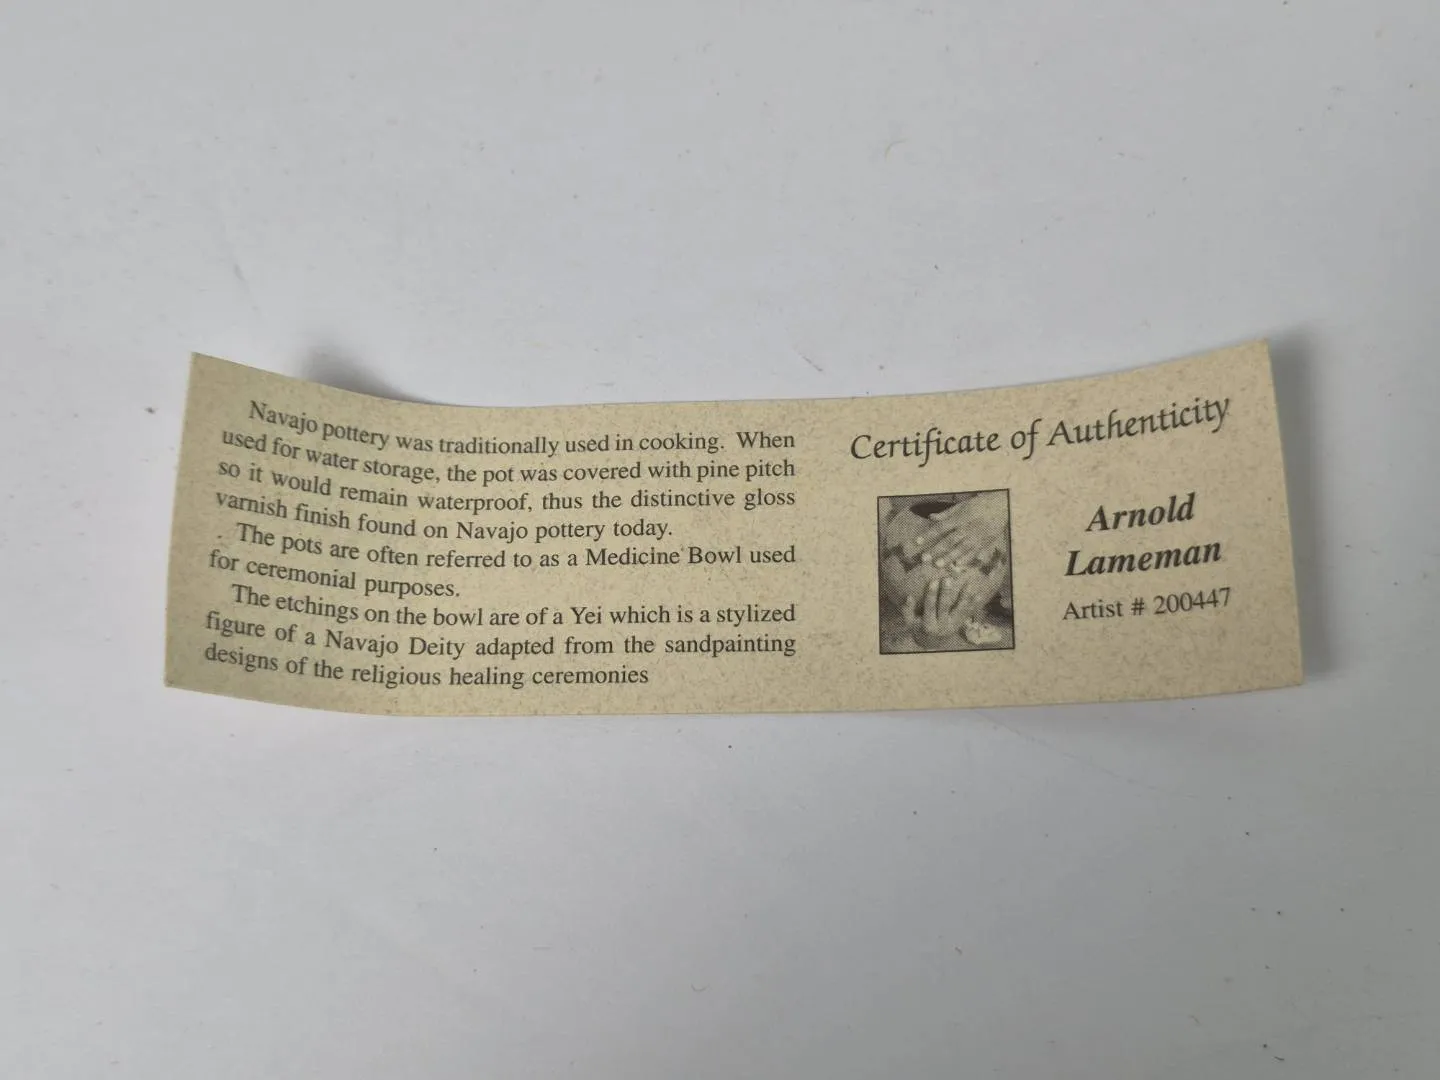 Navajo pottery was traditionally used in cooking. When
used for water storage, the pot was covered with pine pitch
so it would remain waterproof, thus the distinctive gloss
varnish finish found on Navajo pottery today.
The pots are often referred to as a Medicine Bowl used
for ceremonial purposes.
The etchings on the bowl are of a Yei which is a stylized
figure of a Navajo Deity adapted from the sandpainting
designs of the religious healing ceremonies
Certificate of Authenticity
Arnold
Lameman
Artist # 200447